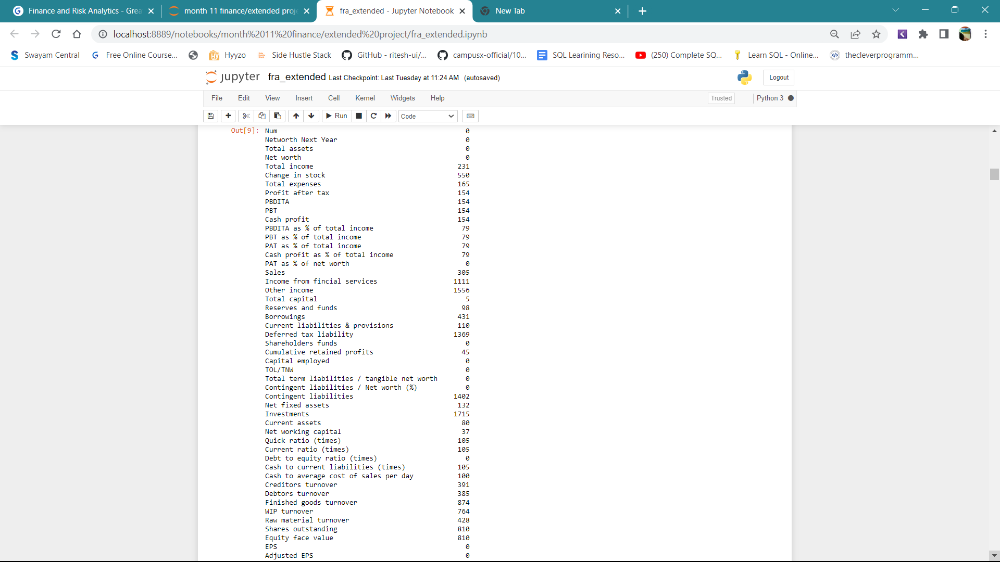 Finance and Risk Analytics - Grea
month 11 finance/extended proje
fra_extended - Jupyter Notebook
New Tab
localhost:8889/notebooks/month%2011%20finance/extended%20project/fra_extended.ipynb
Swayam Central
Free Online Course...
Hyyzo
Side Hustle Stack
GitHub - ritesh-ui/...
campusx-official/10...
SQL Learining Reso...
(250) Complete SQ...
Learn SQL - Online...
thecleverprogramm...
jupyter fra_extended Last Checkpoint: Last Tuesday at 11:24 AM (autosaved)
Logout
File Edit View Insert Cell Kernel Widgets Help
Trusted
Python 3
Run
Code
Out[9]: Num 0
Networth Next Year 0
Total assets 0
Net worth 0
Total income 231
Change in stock 550
Total expenses 165
Profit after tax 154
PBDITA 154
PBT 154
Cash profit 154
PBDITA as % of total income 79
PBT as % of total income 79
PAT as % of total income 79
Cash profit as % of total income 79
PAT as % of net worth 0
Sales 305
Income from fincial services 1111
Other income 1556
Total capital 5
Reserves and funds 98
Borrowings 431
Current liabilities & provisions 110
Deferred tax liability 1369
Shareholders funds 0
Cumulative retained profits 45
Capital employed 0
TOL/TNW 0
Total term liabilities / tangible net worth 0
Contingent liabilities / Net worth (%) 0
Contingent liabilities 1402
Net fixed assets 132
Investments 1715
Current assets 80
Net working capital 37
Quick ratio (times) 105
Current ratio (times) 105
Debt to equity ratio (times) 0
Cash to current liabilities (times) 105
Cash to average cost of sales per day 100
Creditors turnover 391
Debtors turnover 385
Finished goods turnover 874
WIP turnover 764
Raw material turnover 428
Shares outstanding 810
Equity face value 810
EPS 0
Adjusted EPS 0